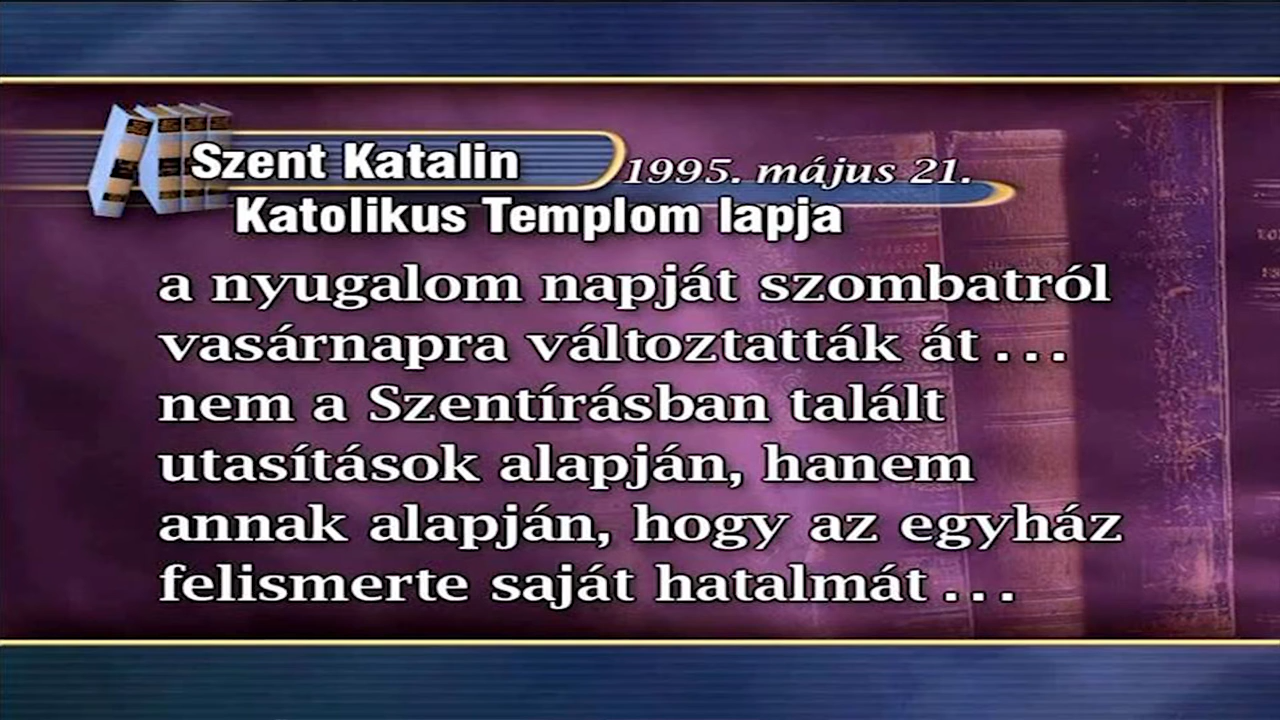 Szent Katalin 1995. május 21.
Katolikus Templom lapja
a nyugalom napját szombatról
vasárnapra változtatták át . . .
nem a Szentírásban talált
utasítások alapján, hanem
annak alapján, hogy az egyház
felismerte saját hatalmát . . .